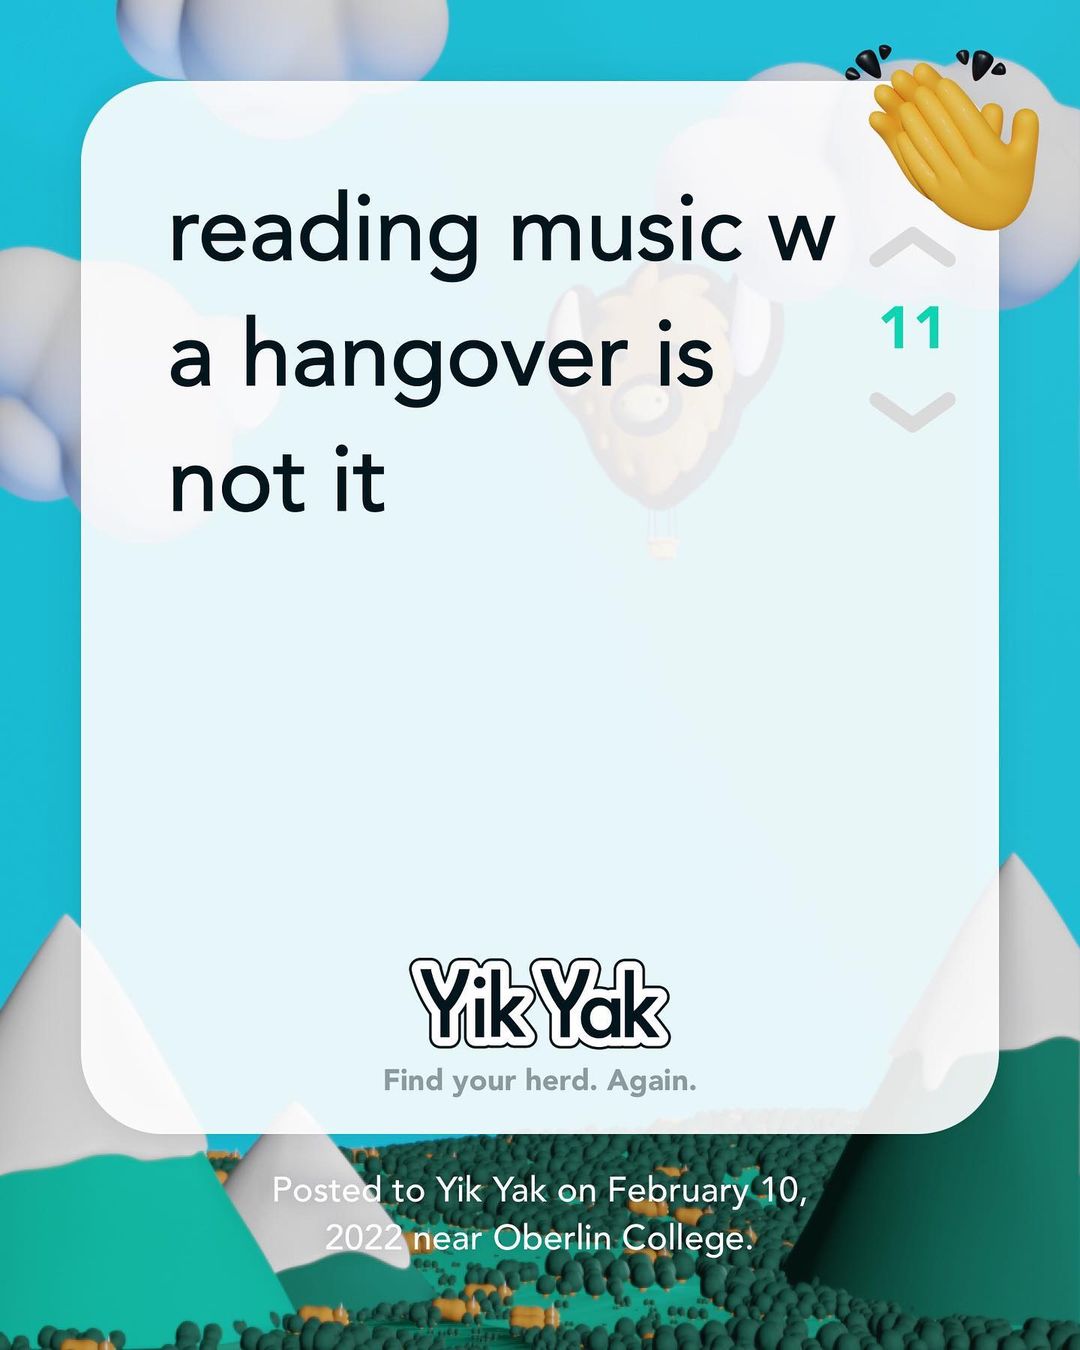 reading music w
a hangover is
not it
11
Yik Yak
Find your herd. Again.
Posted to Yik Yak on February 10,
2022 near Oberlin College.